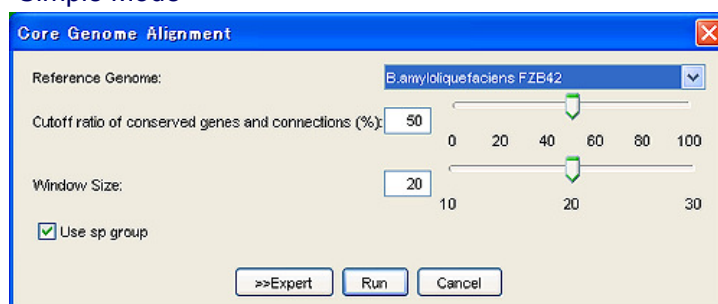 Simple Mode
Core Genome Alignment
Reference Genome: B.amyloliquefaciens FZB42
Cutoff ratio of conserved genes and connections (%): 50
0 20 40 60 80 100
Window Size: 20
10 20 30
Use sp group
>>Expert Run Cancel